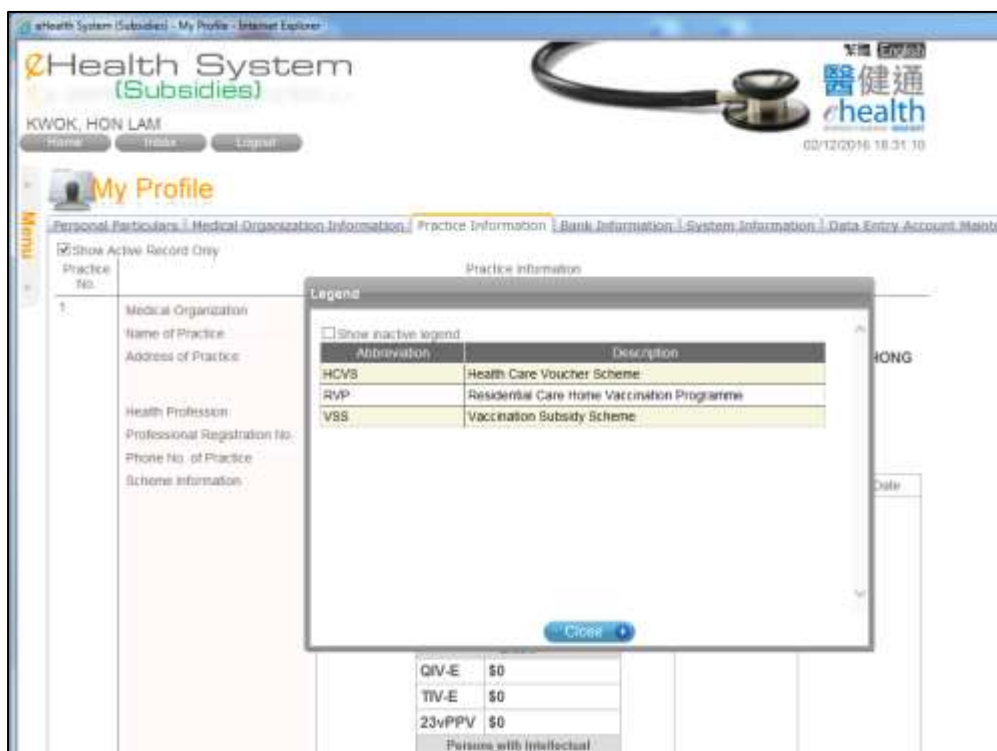 eHealth System (Subsidies) - My Profile - Internet Explorer
eHealth System
(Subsidies)
繁體 English
醫健通
ehealth
KWOK, HON LAM
Home Inbox Logout
02/12/2016 18:31:10
My Profile
Menu
Personal Particulars Medical Organization Information Practice Information Bank Information System Information Data Entry Account Maint
Show Active Record Only
Practice No.
Practice Information
1
Medical Organization
Name of Practice
Address of Practice
HONG
Health Profession
Professional Registration No.
Phone No. of Practice
Scheme Information
Date
Legend
Show inactive legend
Abbreviation Description
HCVS Health Care Voucher Scheme
RVP Residential Care Home Vaccination Programme
VSS Vaccination Subsidy Scheme
Close
QIV-E $0
TIV-E $0
23vPPV $0
Persons with Intellectual